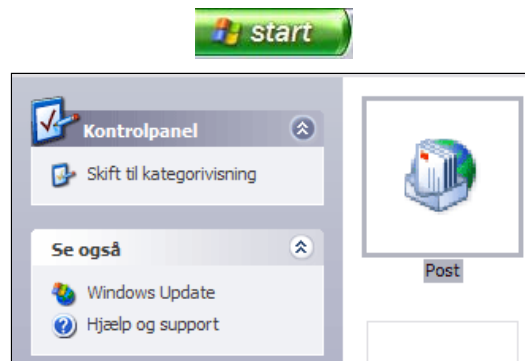 start
Kontrolpanel
Skift til kategorivisning
Se også
Windows Update
Hjælp og support
Post